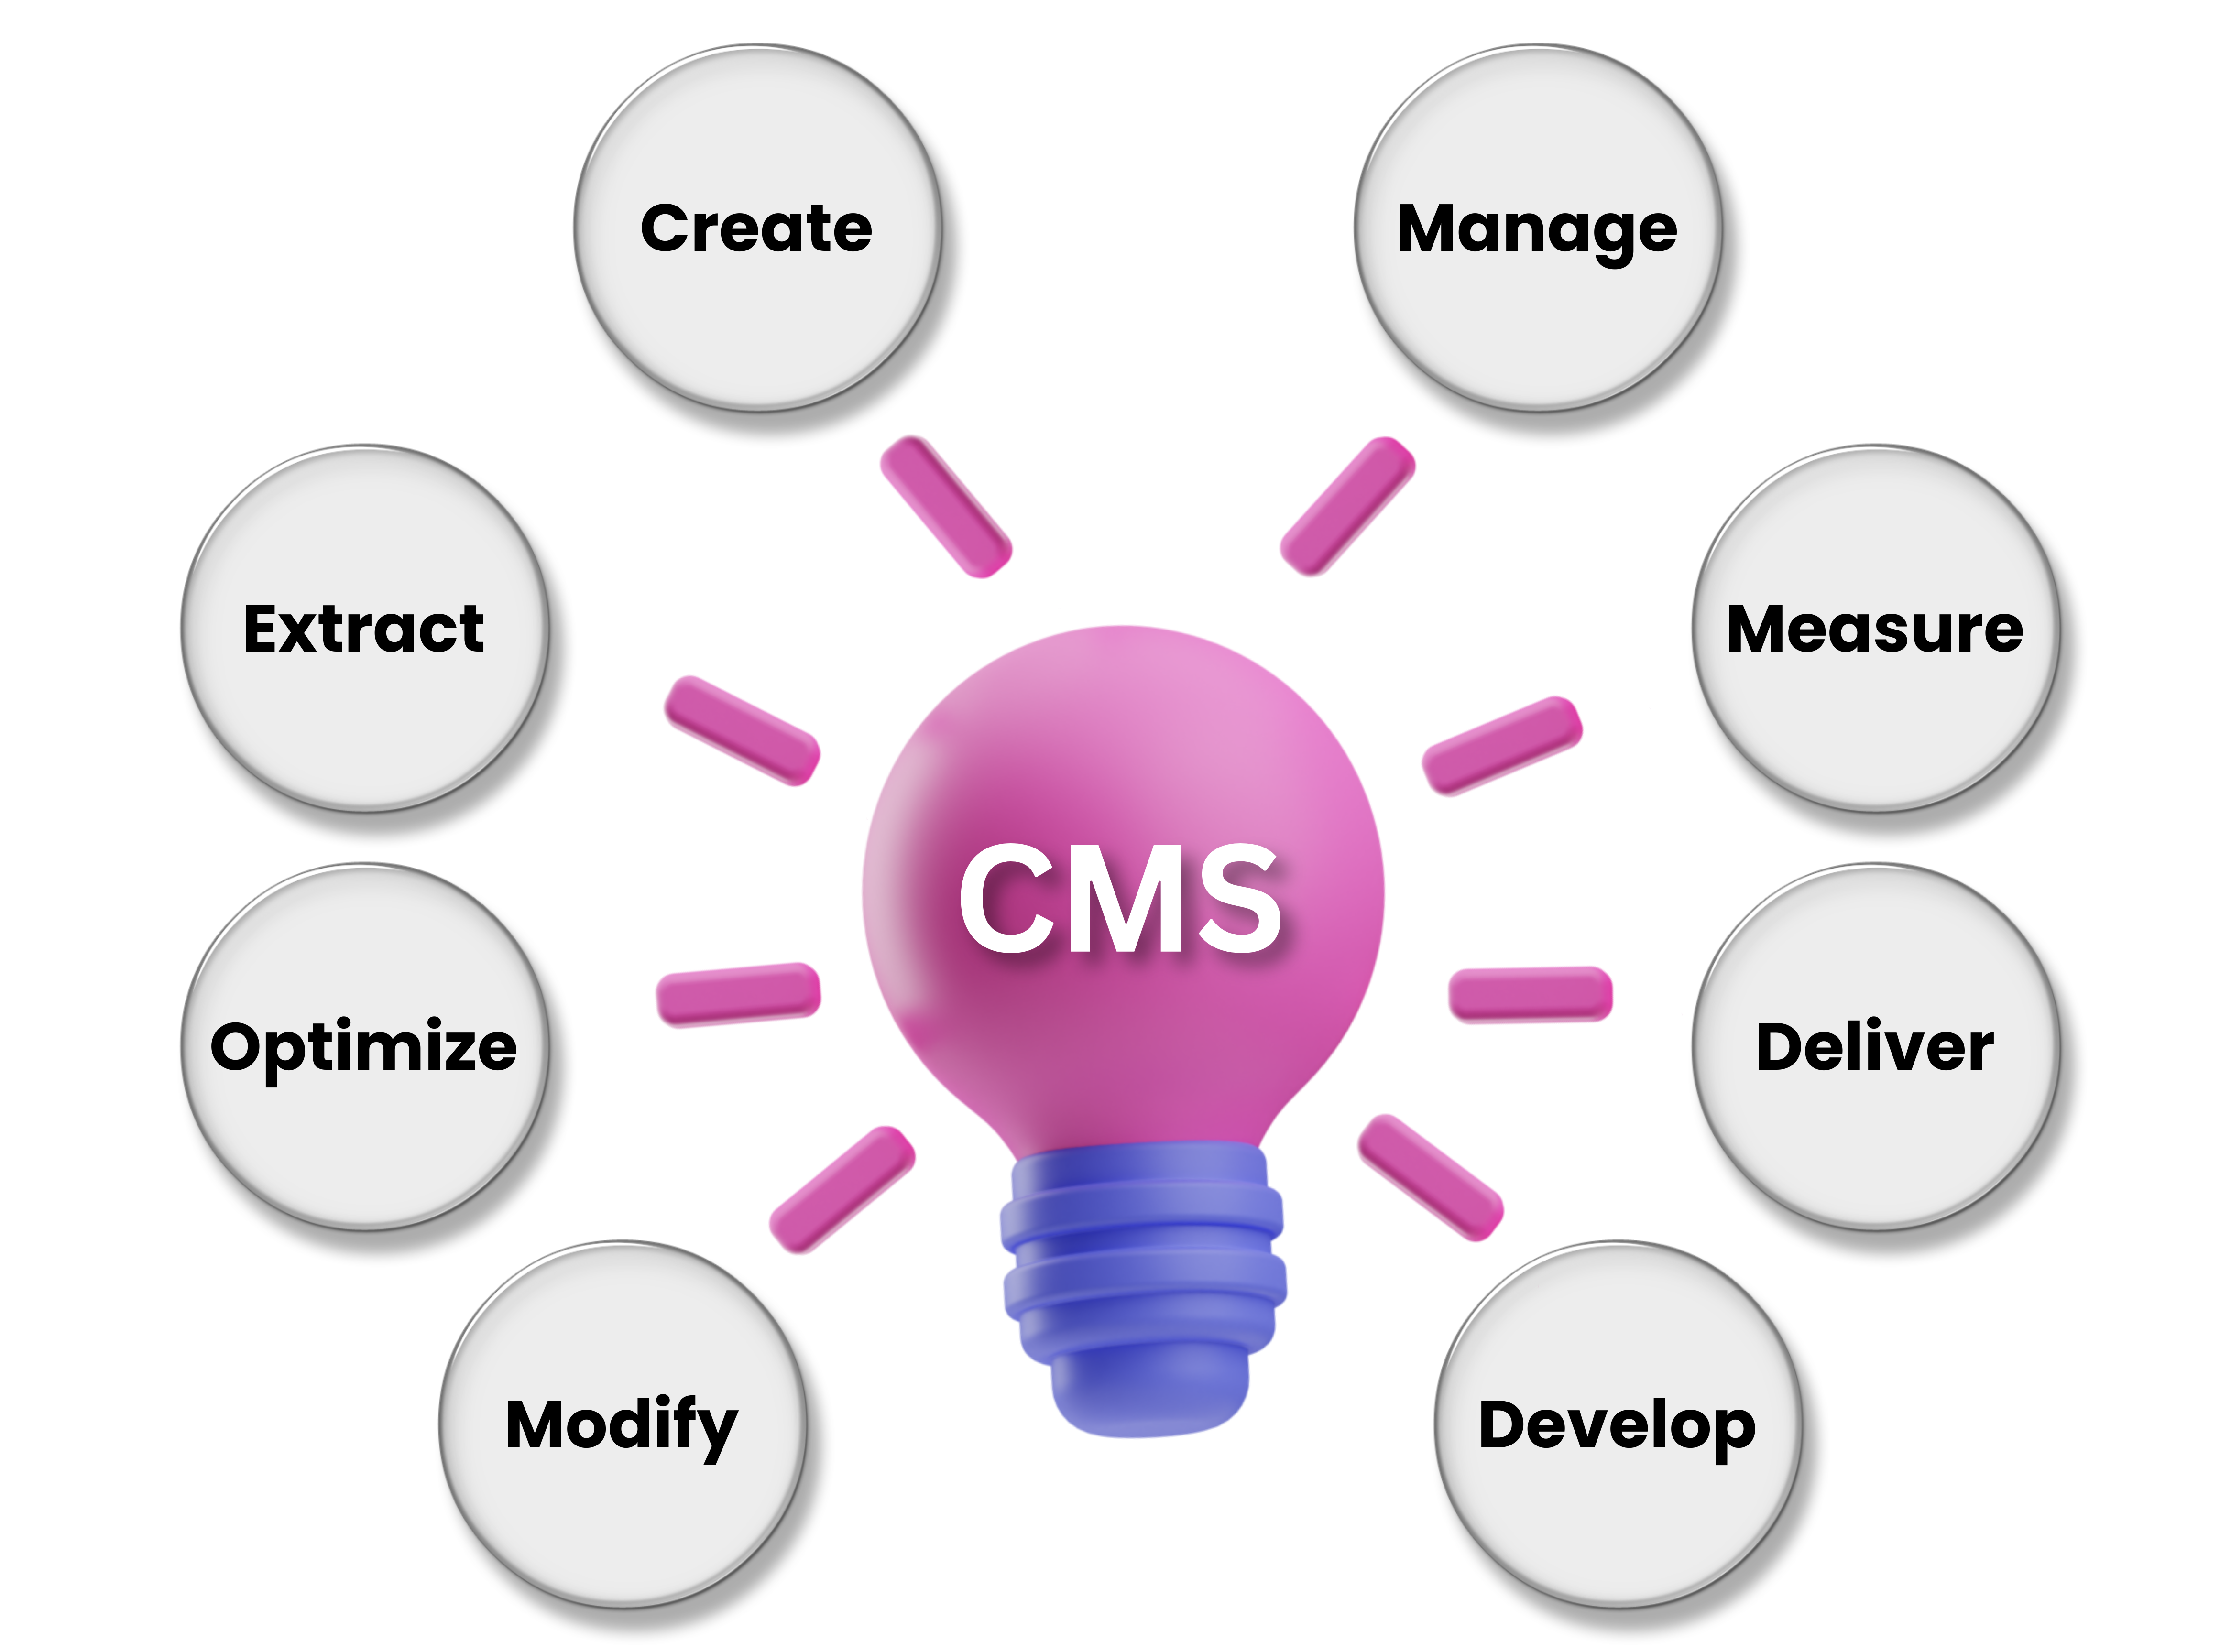 Create
Manage
Extract
Measure
CMS
Optimize
Deliver
Modify
Develop